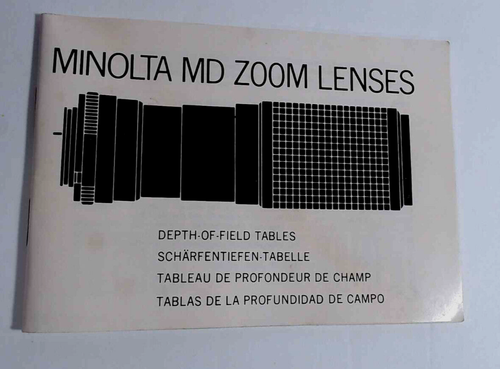 MINOLTA MD ZOOM LENSES
DEPTH-OF-FIELD TABLES
SCHÄRFENTIEFEN-TABELLE
TABLEAU DE PROFONDEUR DE CHAMP
TABLAS DE LA PROFUNDIDAD DE CAMPO